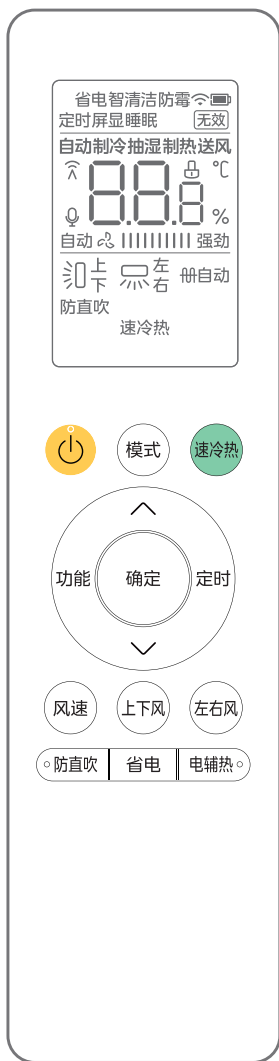 省电智清洁防霉
定时屏显睡眠 无效
自动制冷抽湿制热送风
88.8 ℃
%
自动 强劲
上下 左右 自动
防直吹
速冷热
模式 速冷热
功能 确定 定时
风速 上下风 左右风
防直吹 省电 电辅热